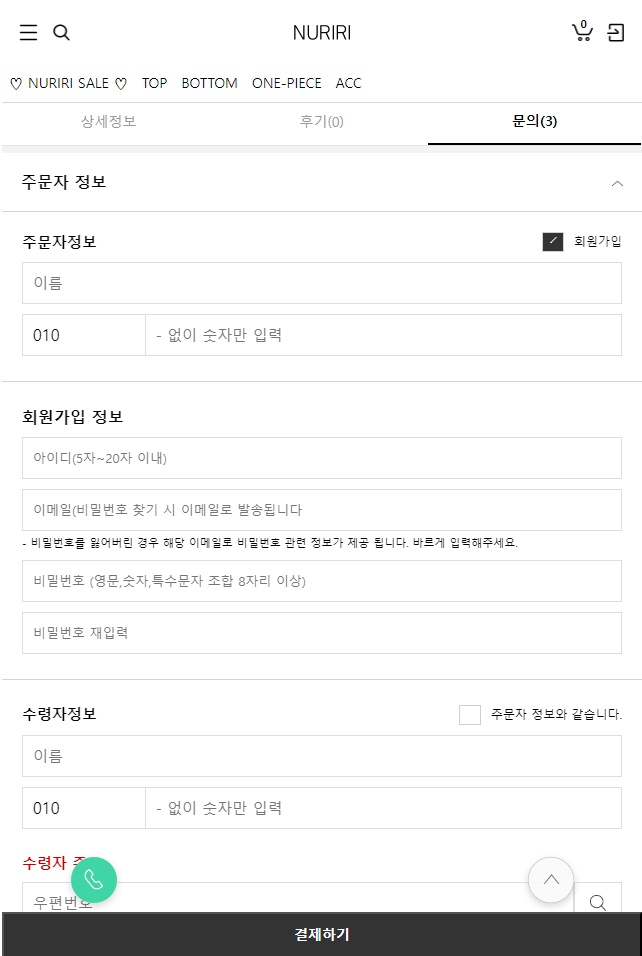 NURIRI
0
♡ NURIRI SALE ♡ TOP BOTTOM ONE-PIECE ACC
상세정보 후기(0) 문의(3)
주문자 정보
주문자정보 회원가입
이름
010 - 없이 숫자만 입력
회원가입 정보
아이디(5자~20자 이내)
이메일(비밀번호 찾기 시 이메일로 발송됩니다
- 비밀번호를 잃어버린 경우 해당 이메일로 비밀번호 관련 정보가 제공 됩니다. 바르게 입력해주세요.
비밀번호 (영문,숫자,특수문자 조합 8자리 이상)
비밀번호 재입력
수령자정보 주문자 정보와 같습니다.
이름
010 - 없이 숫자만 입력
수령자
우편번호
결제하기